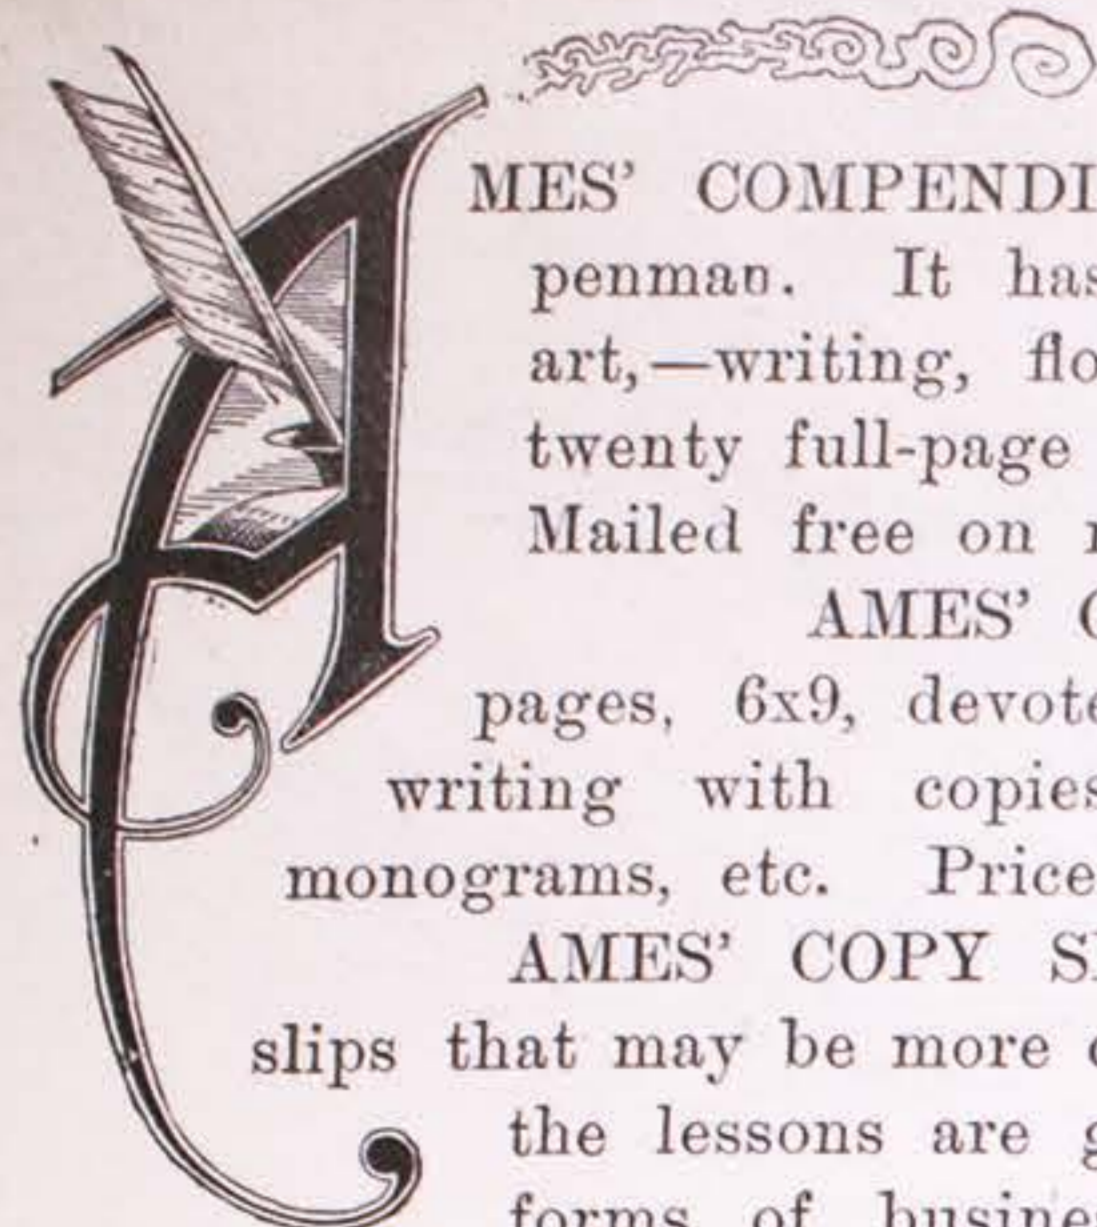 AMES' COMPENDI
penman. It has
art,—writing, flo
twenty full-page
Mailed free on
AMES'
pages, 6x9, devote
writing with copies
monograms, etc. Price
AMES' COPY
slips that may be more
the lessons are
forms of busine